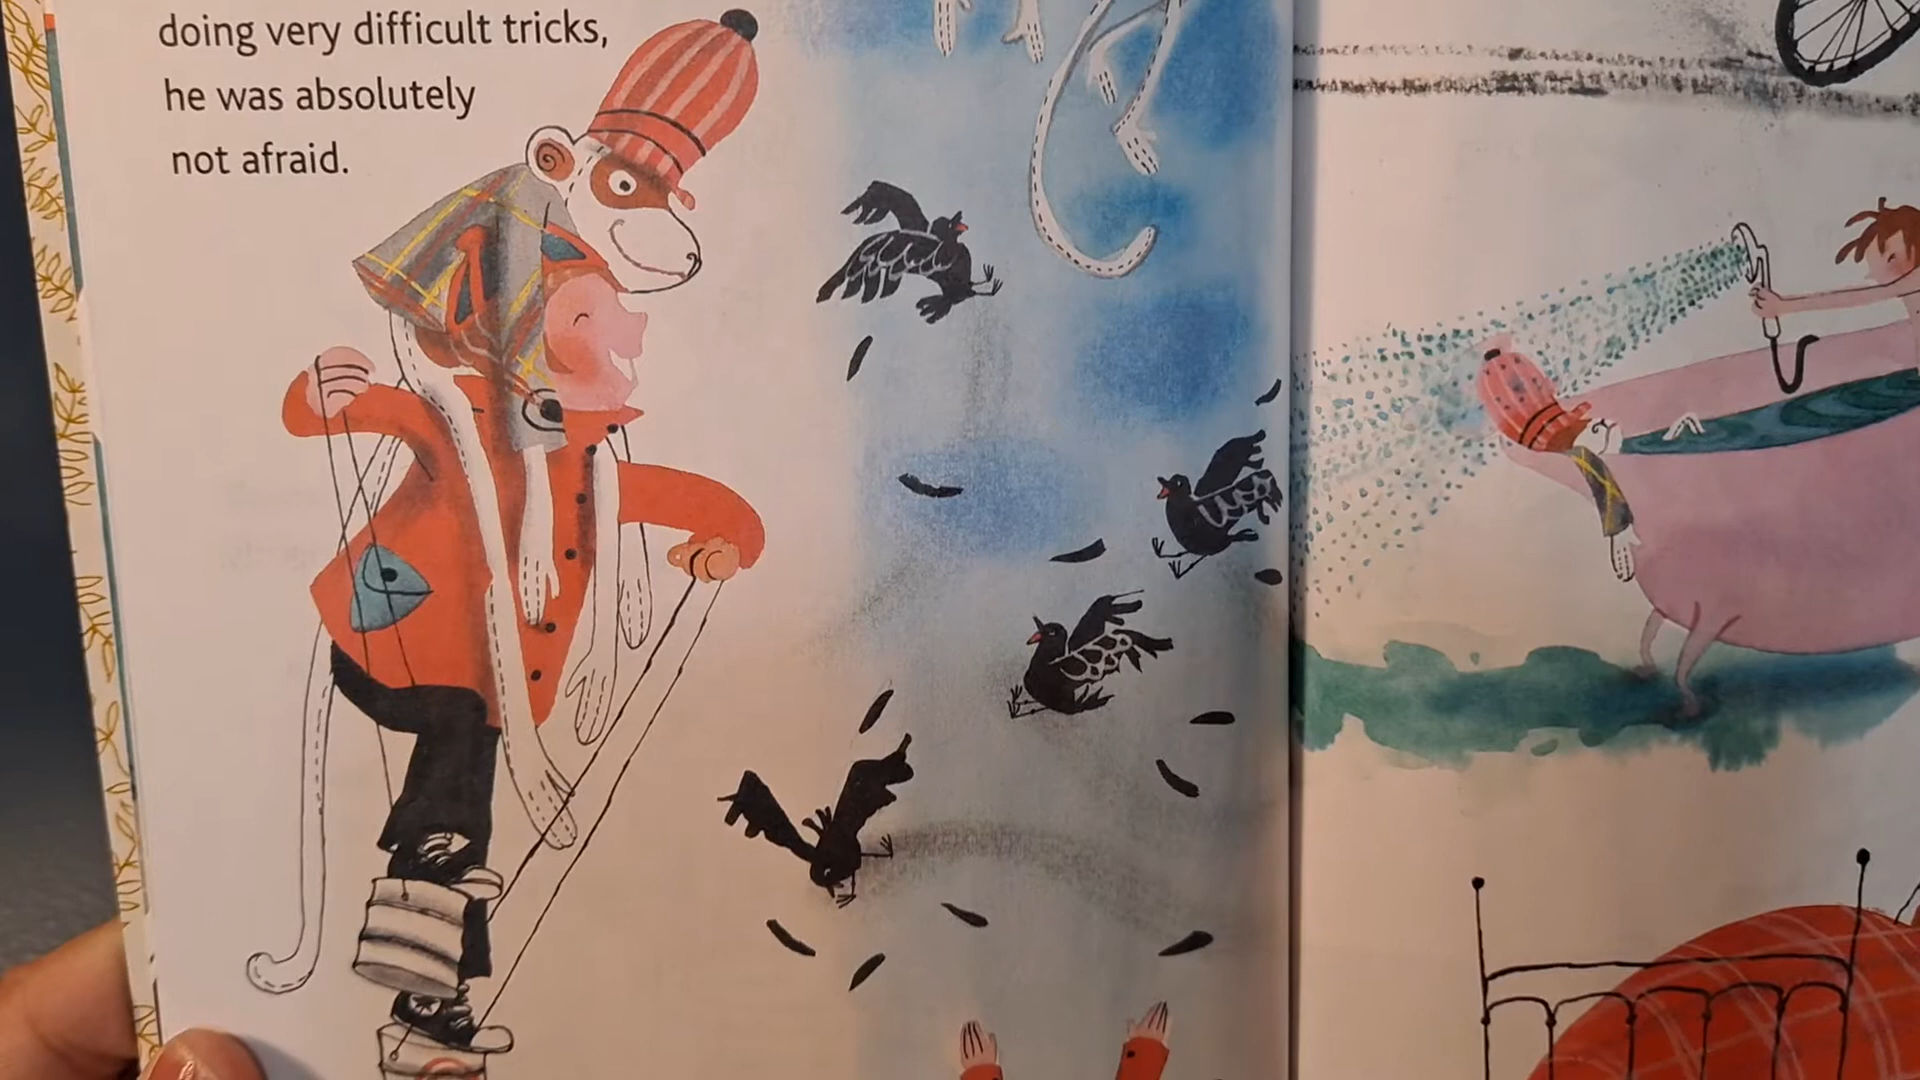 doing very difficult tricks,
he was absolutely
not afraid.